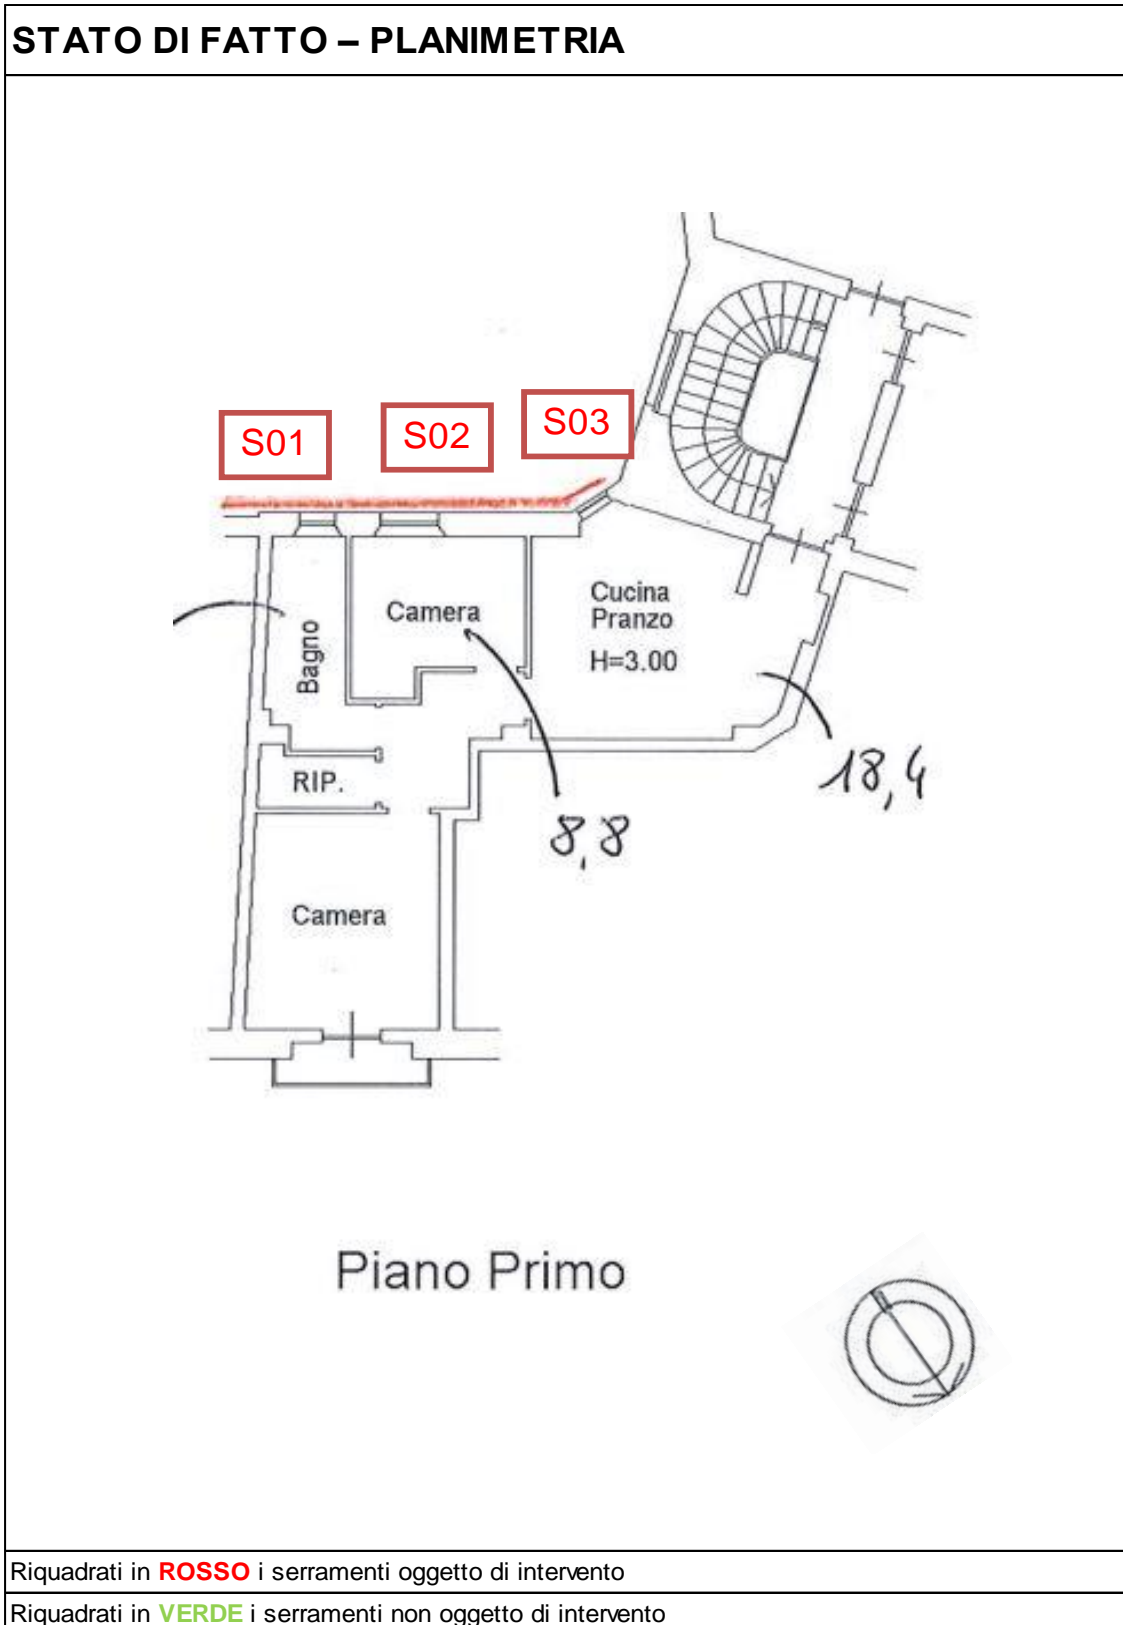 STATO DI FATTO – PLANIMETRIA
S01
S02
S03
Camera
Cucina
Pranzo
H=3.00
Bagno
RIP.
18,4
8,8
Camera
Piano Primo
Riquadrati in ROSSO i serramenti oggetto di intervento
Riquadrati in VERDE i serramenti non oggetto di intervento